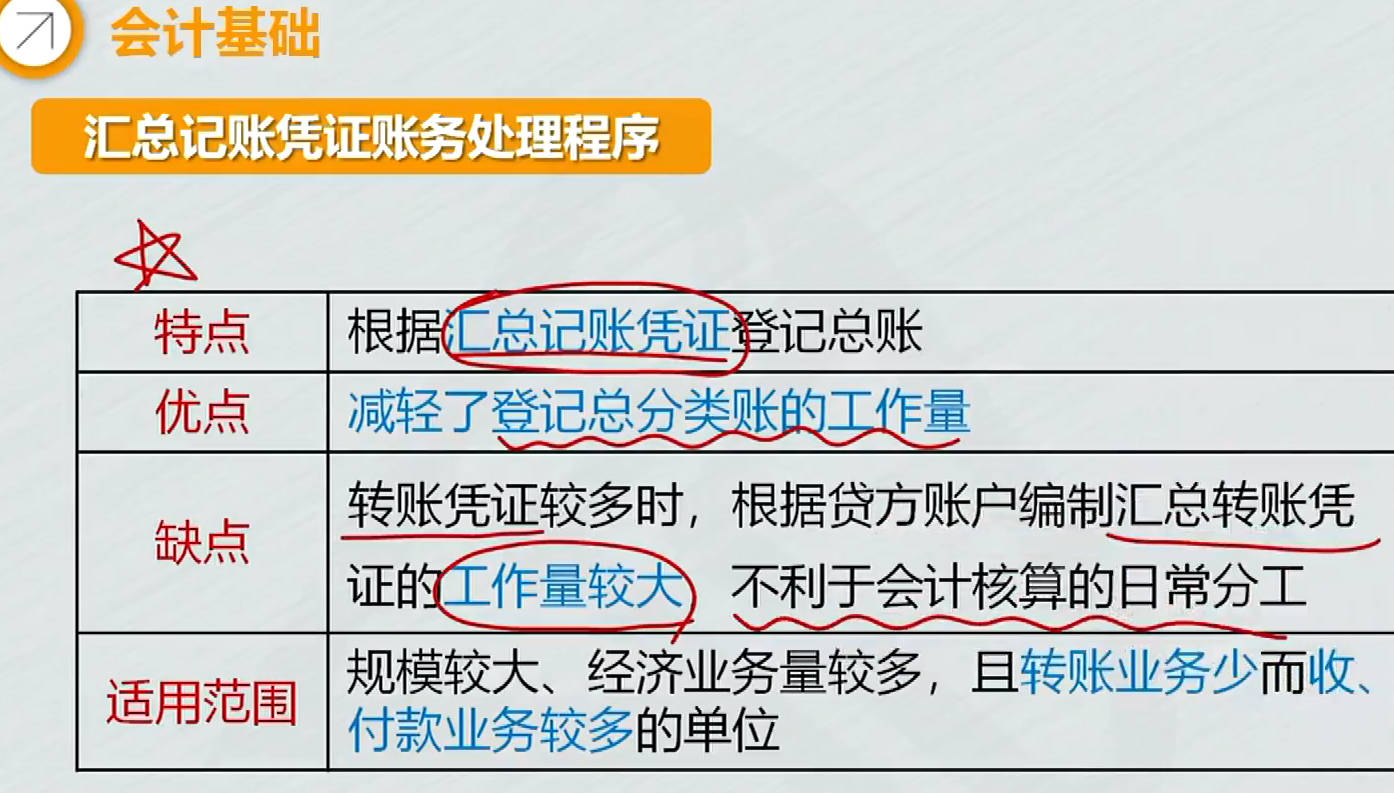 会计基础
汇总记账凭证账务处理程序
特点 根据汇总记账凭证登记总账
优点 减轻了登记总分类账的工作量
缺点 转账凭证较多时，根据贷方账户编制汇总转账凭
证的工作量较大，不利于会计核算的日常分工
适用范围 规模较大、经济业务量较多，且转账业务少而收、
付款业务较多的单位